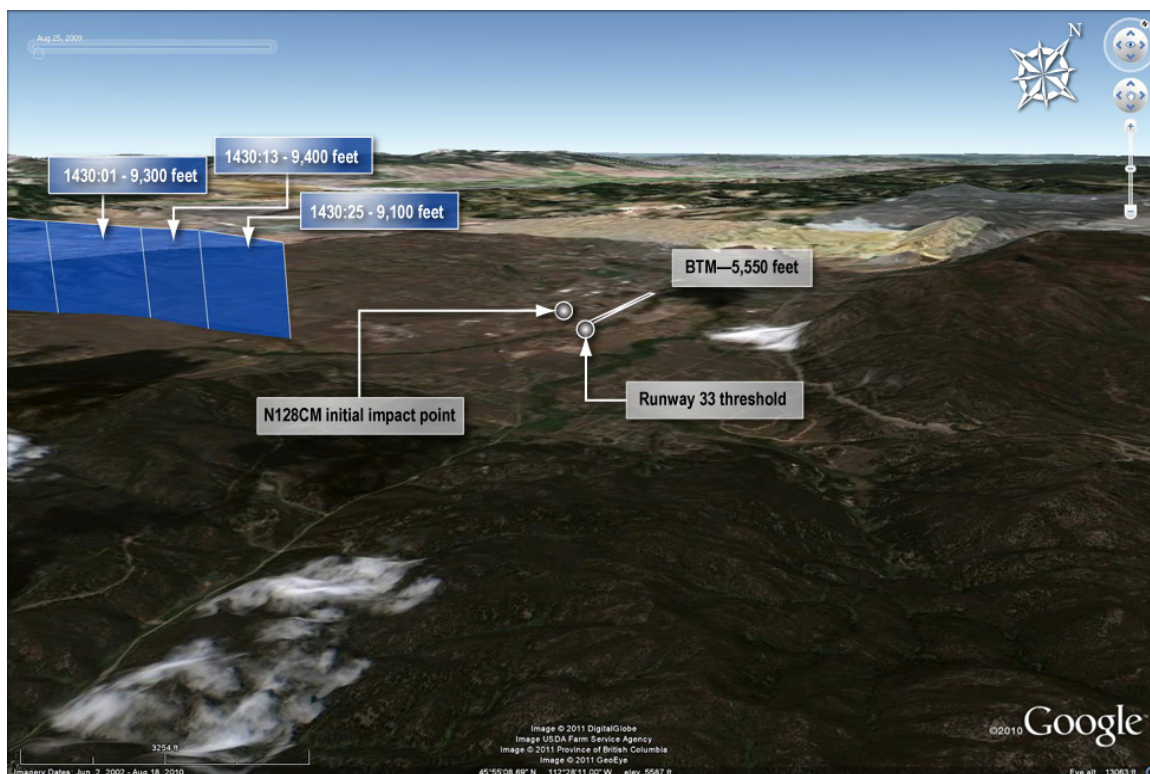 Aug 25, 2009
N
1430:13 - 9,400 feet
1430:01 - 9,300 feet
1430:25 - 9,100 feet
BTM—5,550 feet
N128CM initial impact point
Runway 33 threshold
Image © 2011 DigitalGlobe
Image USDA Farm Service Agency
Image © 2011 Province of British Columbia
Image © 2011 GeoEye
©2010 Google™
3254 ft
Imagery Dates: Jun 2, 2002 - Aug 18, 2010
45°55'08.69" N 112°28'11.00" W elev 5587 ft
Eye alt 13063 ft